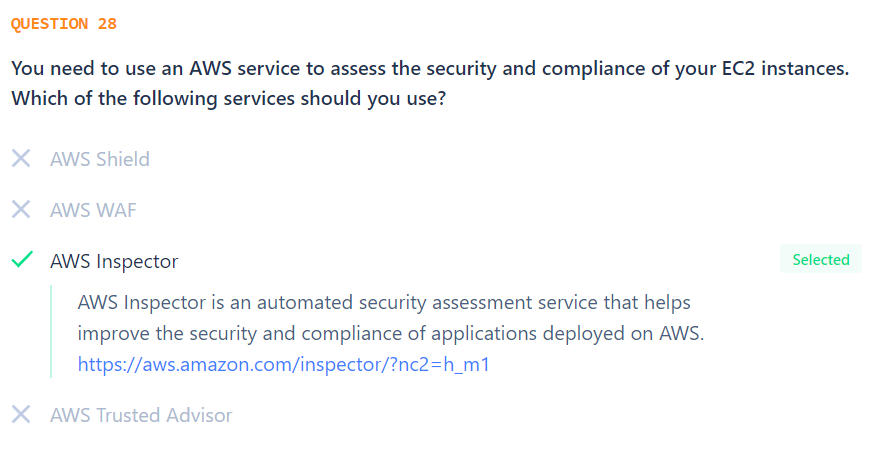 QUESTION 28
You need to use an AWS service to assess the security and compliance of your EC2 instances.
Which of the following services should you use?
AWS Shield
AWS WAF
AWS Inspector
Selected
AWS Inspector is an automated security assessment service that helps
improve the security and compliance of applications deployed on AWS.
https://aws.amazon.com/inspector/?nc2=h_m1
AWS Trusted Advisor